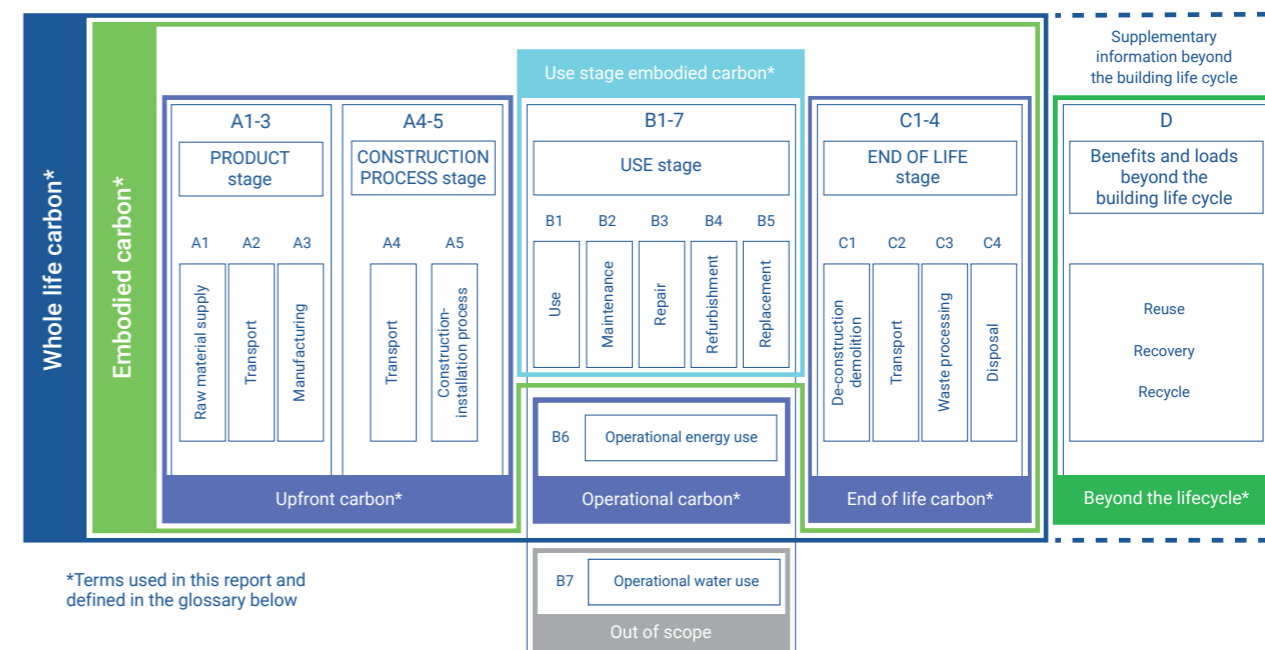 Whole life carbon*
Embodied carbon*
Use stage embodied carbon*
Supplementary
information beyond
the building life cycle
A1-3
PRODUCT
stage
A4-5
CONSTRUCTION
PROCESS stage
B1-7
USE stage
C1-4
END OF LIFE
stage
D
Benefits and loads
beyond the
building life cycle
A1
A2
A3
Raw material supply
Transport
Manufacturing
A4
A5
Transport
Construction-
installation process
B1
B2
B3
B4
B5
Use
Maintenance
Repair
Refurbishment
Replacement
C1
C2
C3
C4
De-construction
demolition
Transport
Waste processing
Disposal
Reuse
Recovery
Recycle
B6
Operational energy use
Upfront carbon*
Operational carbon*
End of life carbon*
Beyond the lifecycle*
*Terms used in this report and
defined in the glossary below
B7
Operational water use
Out of scope